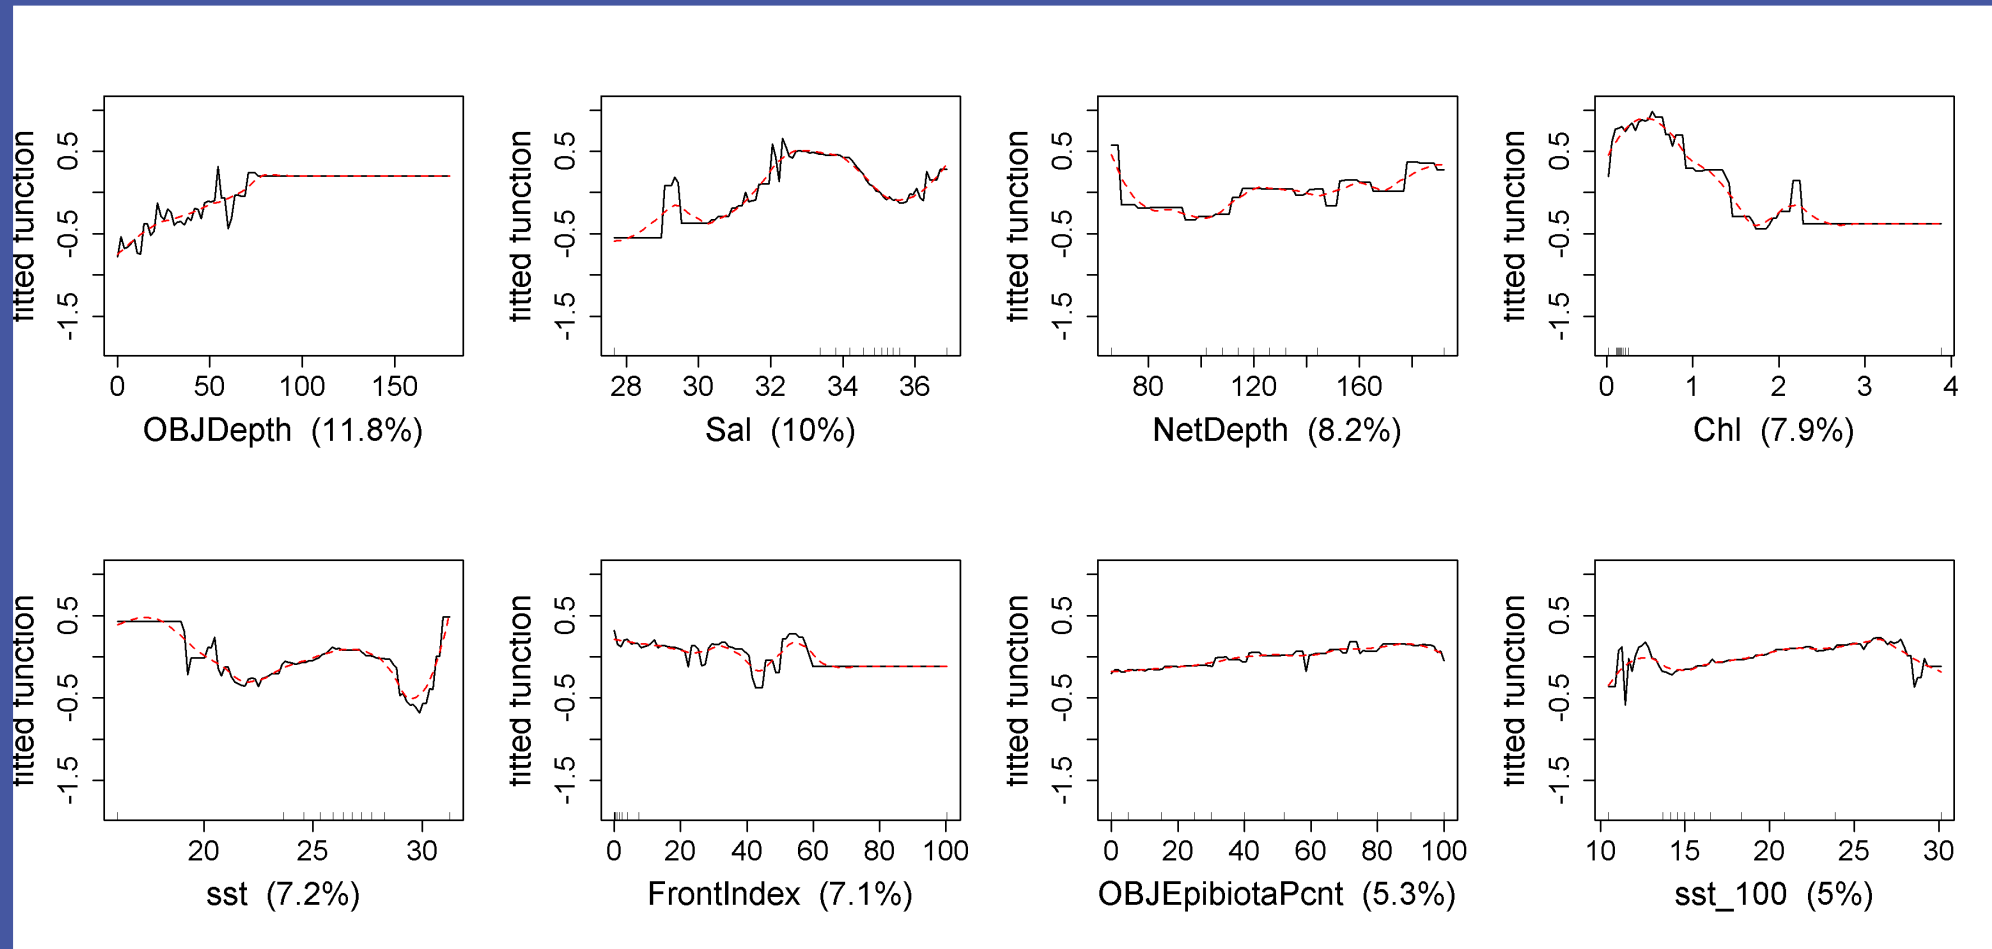 fitted function
0.5
-0.5
-1.5
0 50 100 150
OBJDepth (11.8%)
fitted function
0.5
-0.5
-1.5
28 30 32 34 36
Sal (10%)
fitted function
0.5
-0.5
-1.5
80 120 160
NetDepth (8.2%)
fitted function
0.5
-0.5
-1.5
0 1 2 3 4
Chl (7.9%)
fitted function
0.5
-0.5
-1.5
20 25 30
sst (7.2%)
fitted function
0.5
-0.5
-1.5
0 20 40 60 80 100
FrontIndex (7.1%)
fitted function
0.5
-0.5
-1.5
0 20 40 60 80 100
OBJEpibiotaPcnt (5.3%)
fitted function
0.5
-0.5
-1.5
10 15 20 25 30
sst_100 (5%)